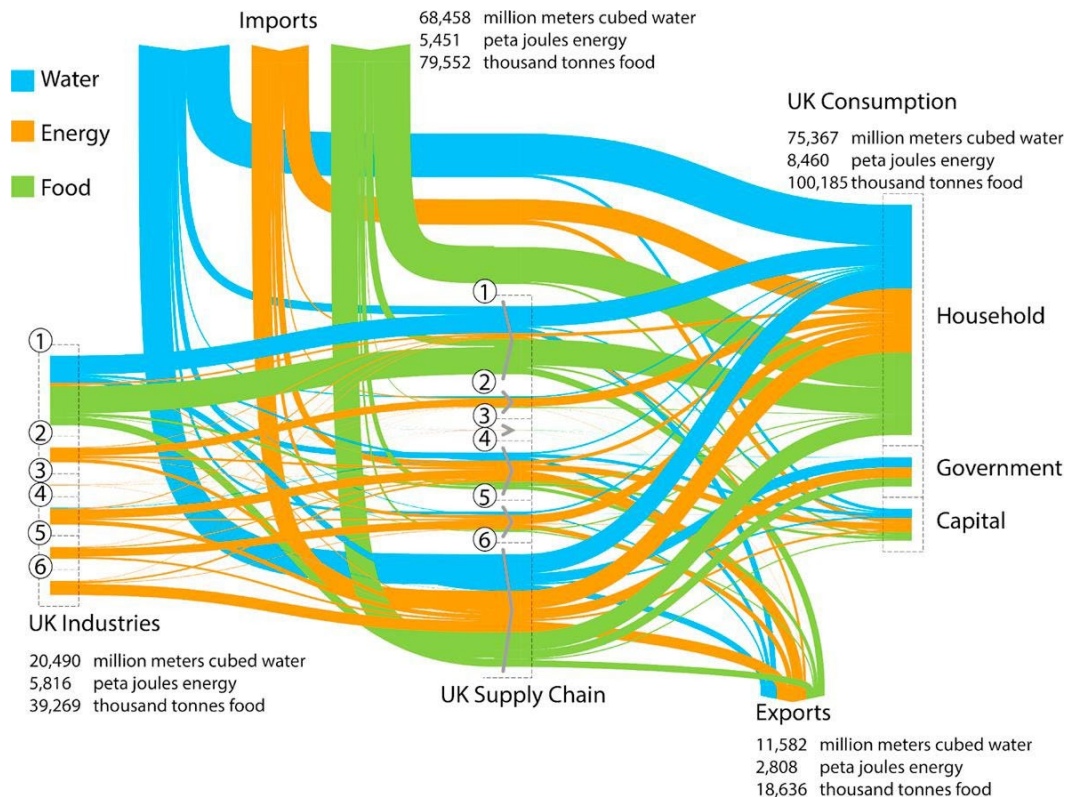 Imports
68,458 million meters cubed water
5,451 peta joules energy
79,552 thousand tonnes food
Water
Energy
Food
UK Consumption
75,367 million meters cubed water
8,460 peta joules energy
100,185 thousand tonnes food
Household
Government
Capital
1
2
3
4
5
6
1
2
3
4
5
6
UK Industries
20,490 million meters cubed water
5,816 peta joules energy
39,269 thousand tonnes food
UK Supply Chain
Exports
11,582 million meters cubed water
2,808 peta joules energy
18,636 thousand tonnes food